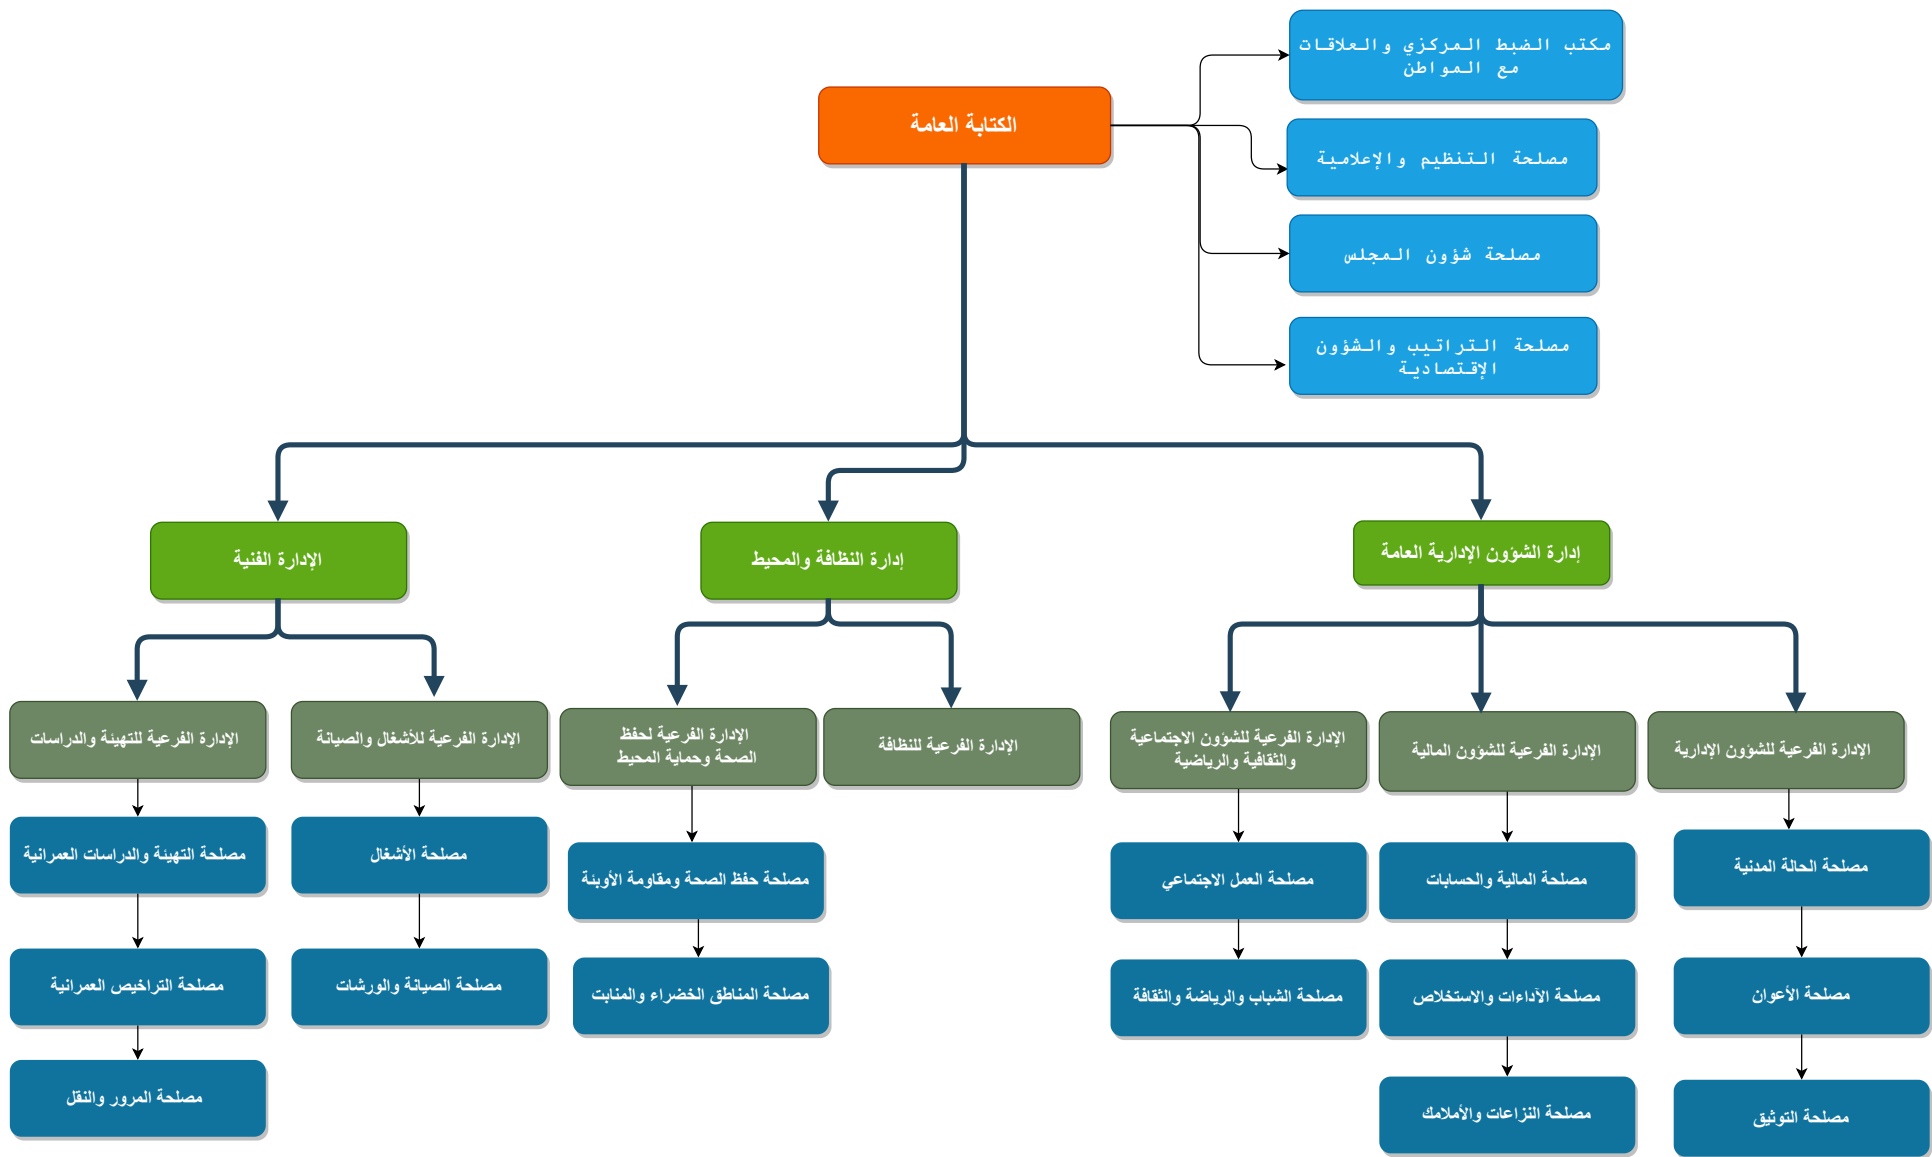 مكتب الضبط المركزي والعلاقات
مع المواطن
الكتابة العامة
مصلحة التنظيم والإعلامية
مصلحة شؤون المجلس
مصلحة التراتيب والشؤون
الإقتصادية
إدارة الشؤون الإدارية العامة
إدارة النظافة والمحيط
الإدارة الفنية
الإدارة الفرعية للشؤون الإدارية
الإدارة الفرعية للشؤون المالية
الإدارة الفرعية للشؤون الاجتماعية
والثقافية والرياضية
الإدارة الفرعية للنظافة
الإدارة الفرعية لحفظ
الصحة وحماية المحيط
الإدارة الفرعية للأشغال والصيانة
الإدارة الفرعية للتهيئة والدراسات
مصلحة الحالة المدنية
مصلحة المالية والحسابات
مصلحة العمل الاجتماعي
مصلحة حفظ الصحة ومقاومة الأوبئة
مصلحة الأشغال
مصلحة التهيئة والدراسات العمرانية
مصلحة الأعوان
مصلحة الآداءات والاستخلاص
مصلحة الشباب والرياضة والثقافة
مصلحة المناطق الخضراء والمنابت
مصلحة الصيانة والورشات
مصلحة التراخيص العمرانية
مصلحة التوثيق
مصلحة النزاعات والأملامك
مصلحة المرور والنقل